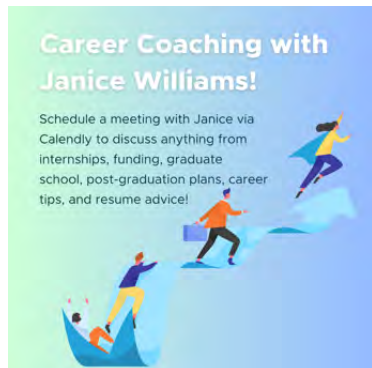 Career Coaching with
Janice Williams!
Schedule a meeting with Janice via
Calendly to discuss anything from
internships, funding, graduate
school, post-graduation plans, career
tips, and resume advice!